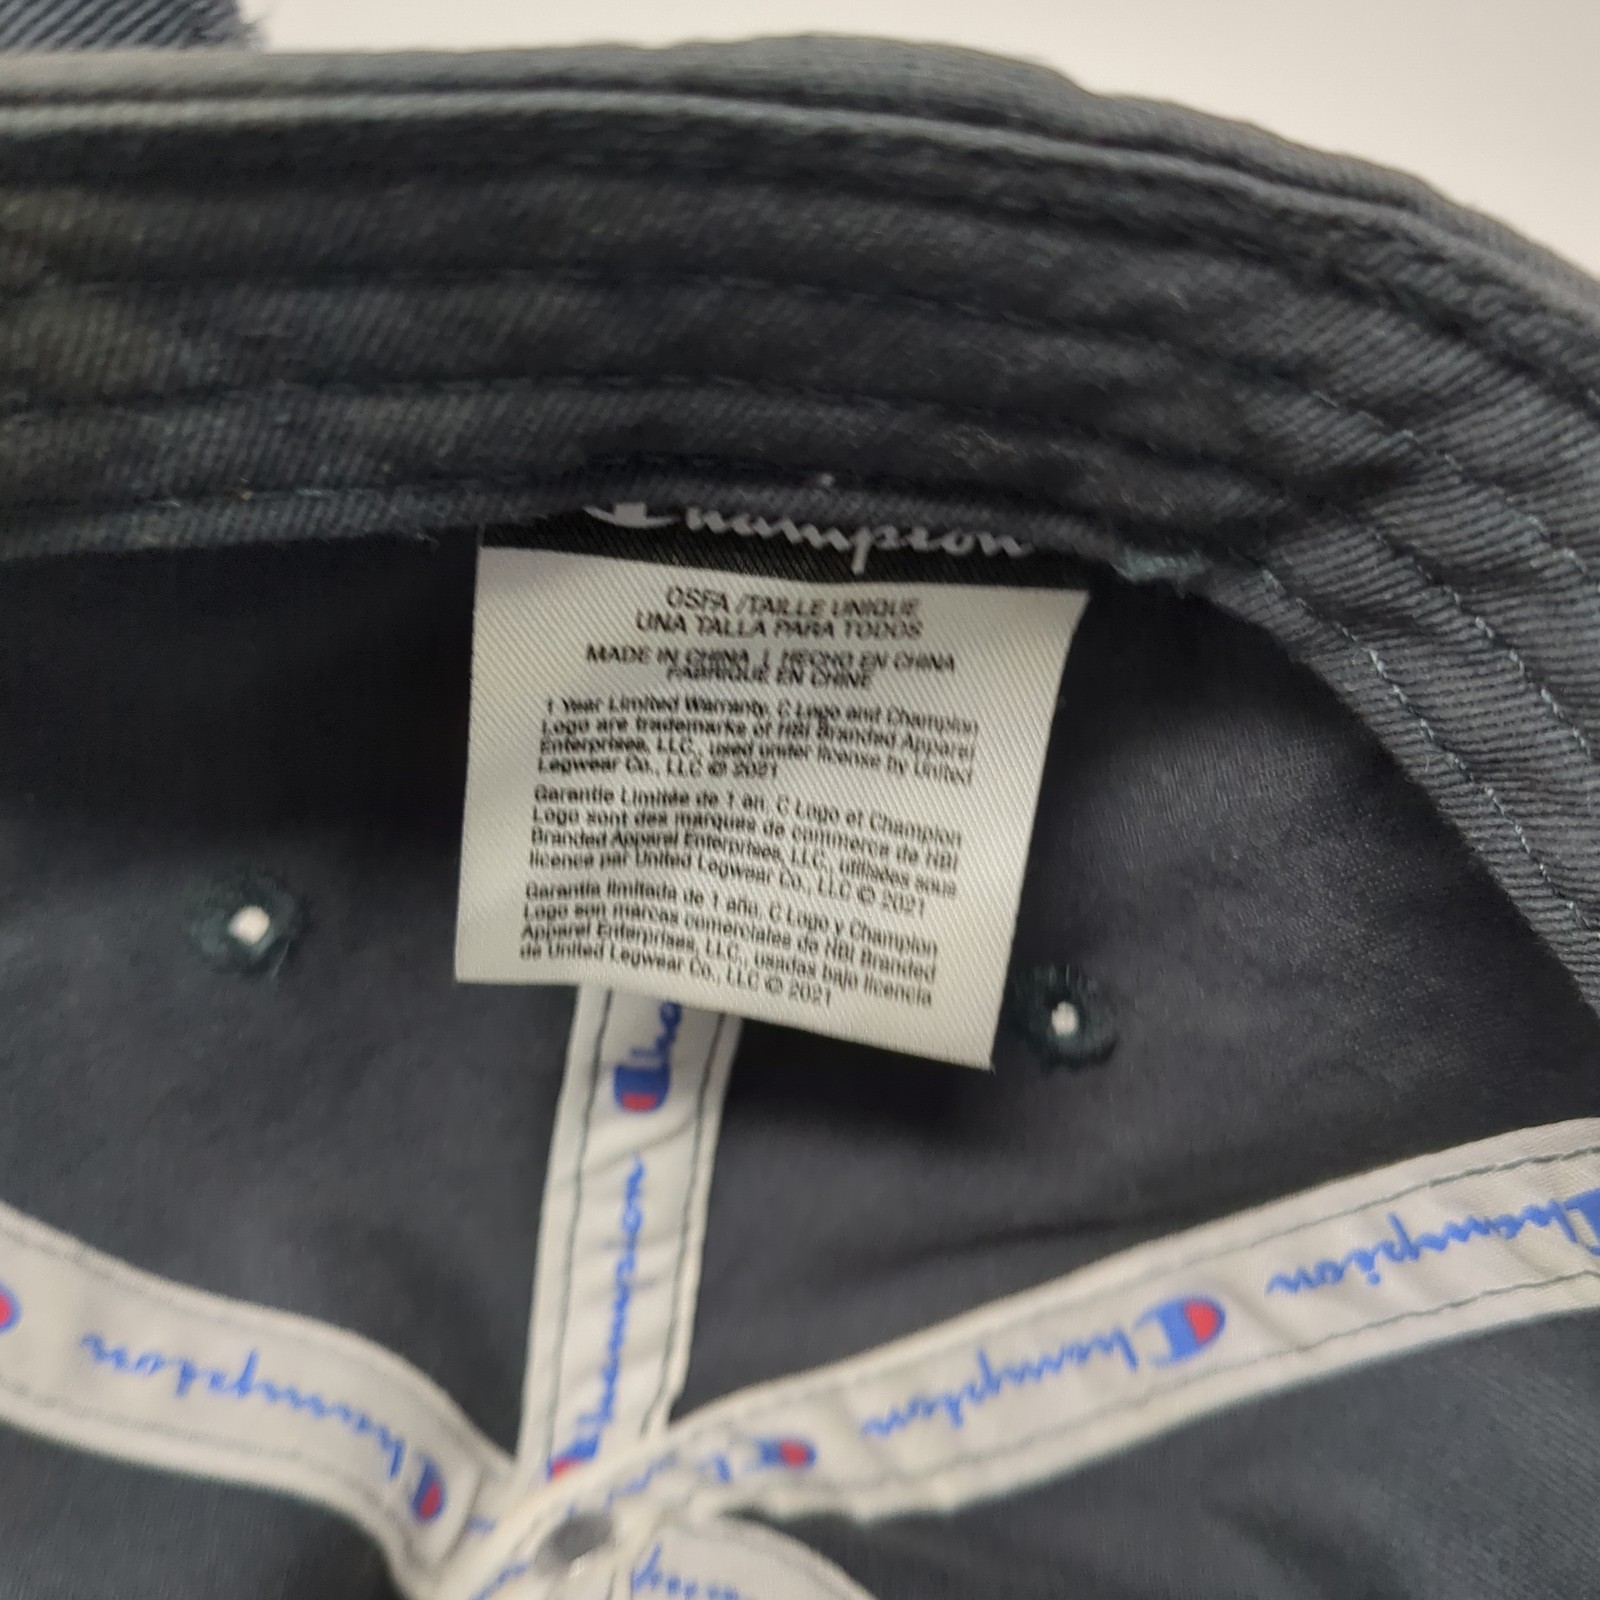 Champion
OSFA /TAILLE UNIQUE
UNA TALLA PARA TODOS
MADE IN CHINA | HECHO EN CHINA
FABRIQUÉ EN CHINE
1 Year Limited Warranty. C Logo and Champion
Logo are trademarks of HBI Branded Apparel
Enterprises, LLC., used under license by United
Legwear Co., LLC © 2021
Garantie Limitée de 1 an. C Logo et Champion
Logo sont des marques de commerce de HBI
Branded Apparel Enterprises, LLC., utilisées sous
licence par United Legwear Co., LLC © 2021
Garantía limitada de 1 año. C Logo y Champion
Logo son marcas comerciales de HBI Branded
Apparel Enterprises, LLC., usadas bajo licencia
de United Legwear Co., LLC © 2021
Cha
Champion
Champion
Champion
Champion